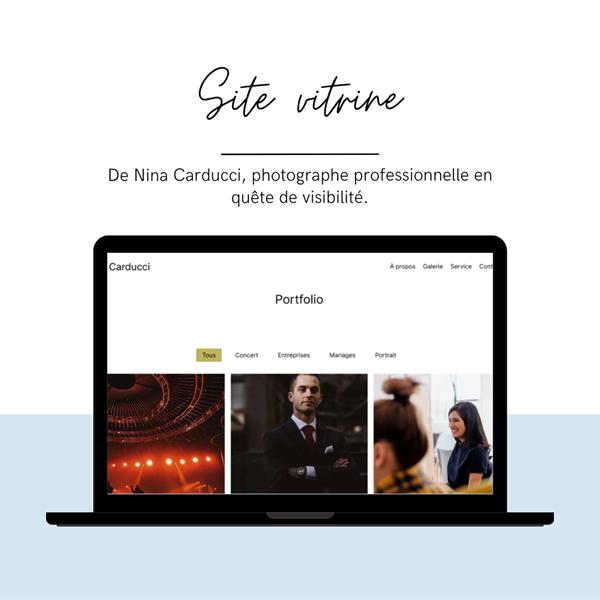 Site vitrine
De Nina Carducci, photographe professionnelle en
quête de visibilité.
Carducci
À propos Galerie Service Cont
Portfolio
Tous Concert Entreprises Mariages Portrait